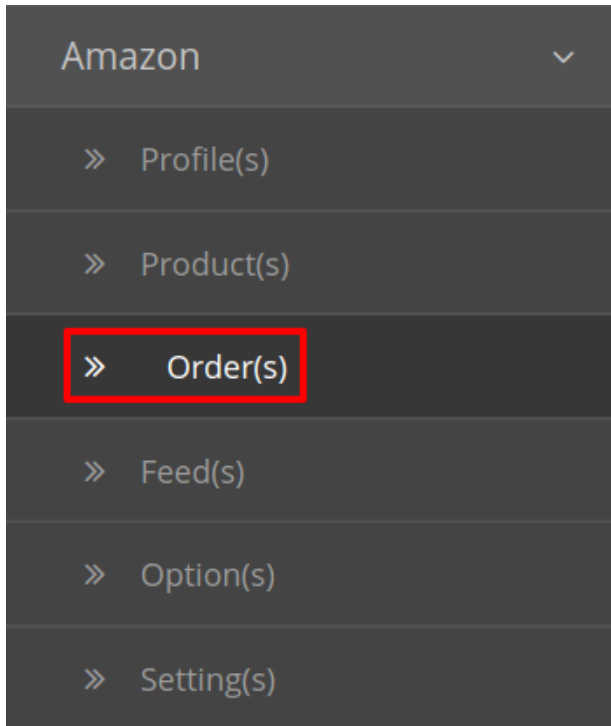 Amazon
Profile(s)
Product(s)
Order(s)
Feed(s)
Option(s)
Setting(s)